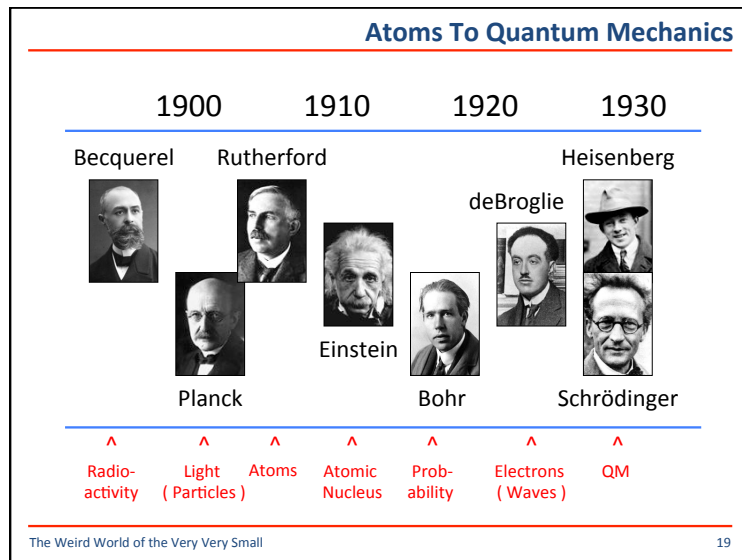 Atoms To Quantum Mechanics
1900 1910 1920 1930
Becquerel Rutherford Heisenberg
deBroglie
Einstein
Planck Bohr Schrödinger
^ ^ ^ ^ ^ ^ ^
Radio- Light Atoms Atomic Prob- Electrons QM
activity ( Particles ) Nucleus ability ( Waves )
The Weird World of the Very Very Small 19